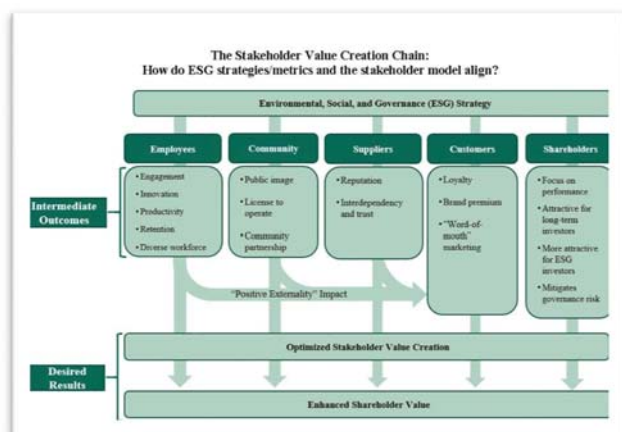 The Stakeholder Value Creation Chain:
How do ESG strategies/metrics and the stakeholder model align?
Environmental, Social, and Governance (ESG) Strategy
Employees
Community
Suppliers
Customers
Shareholders
Intermediate
Outcomes
• Engagement
• Innovation
• Productivity
• Retention
• Diverse workforce
• Public image
• License to
operate
• Community
partnership
• Reputation
• Interdependency
and trust
• Loyalty
• Brand premium
• "Word-of-
mouth"
marketing
• Focus on
performance
• Attractive for
long-term
investors
• More attractive
for ESG
investors
• Mitigates
governance risk
"Positive Externality" Impact
Desired
Results
Optimized Stakeholder Value Creation
Enhanced Shareholder Value